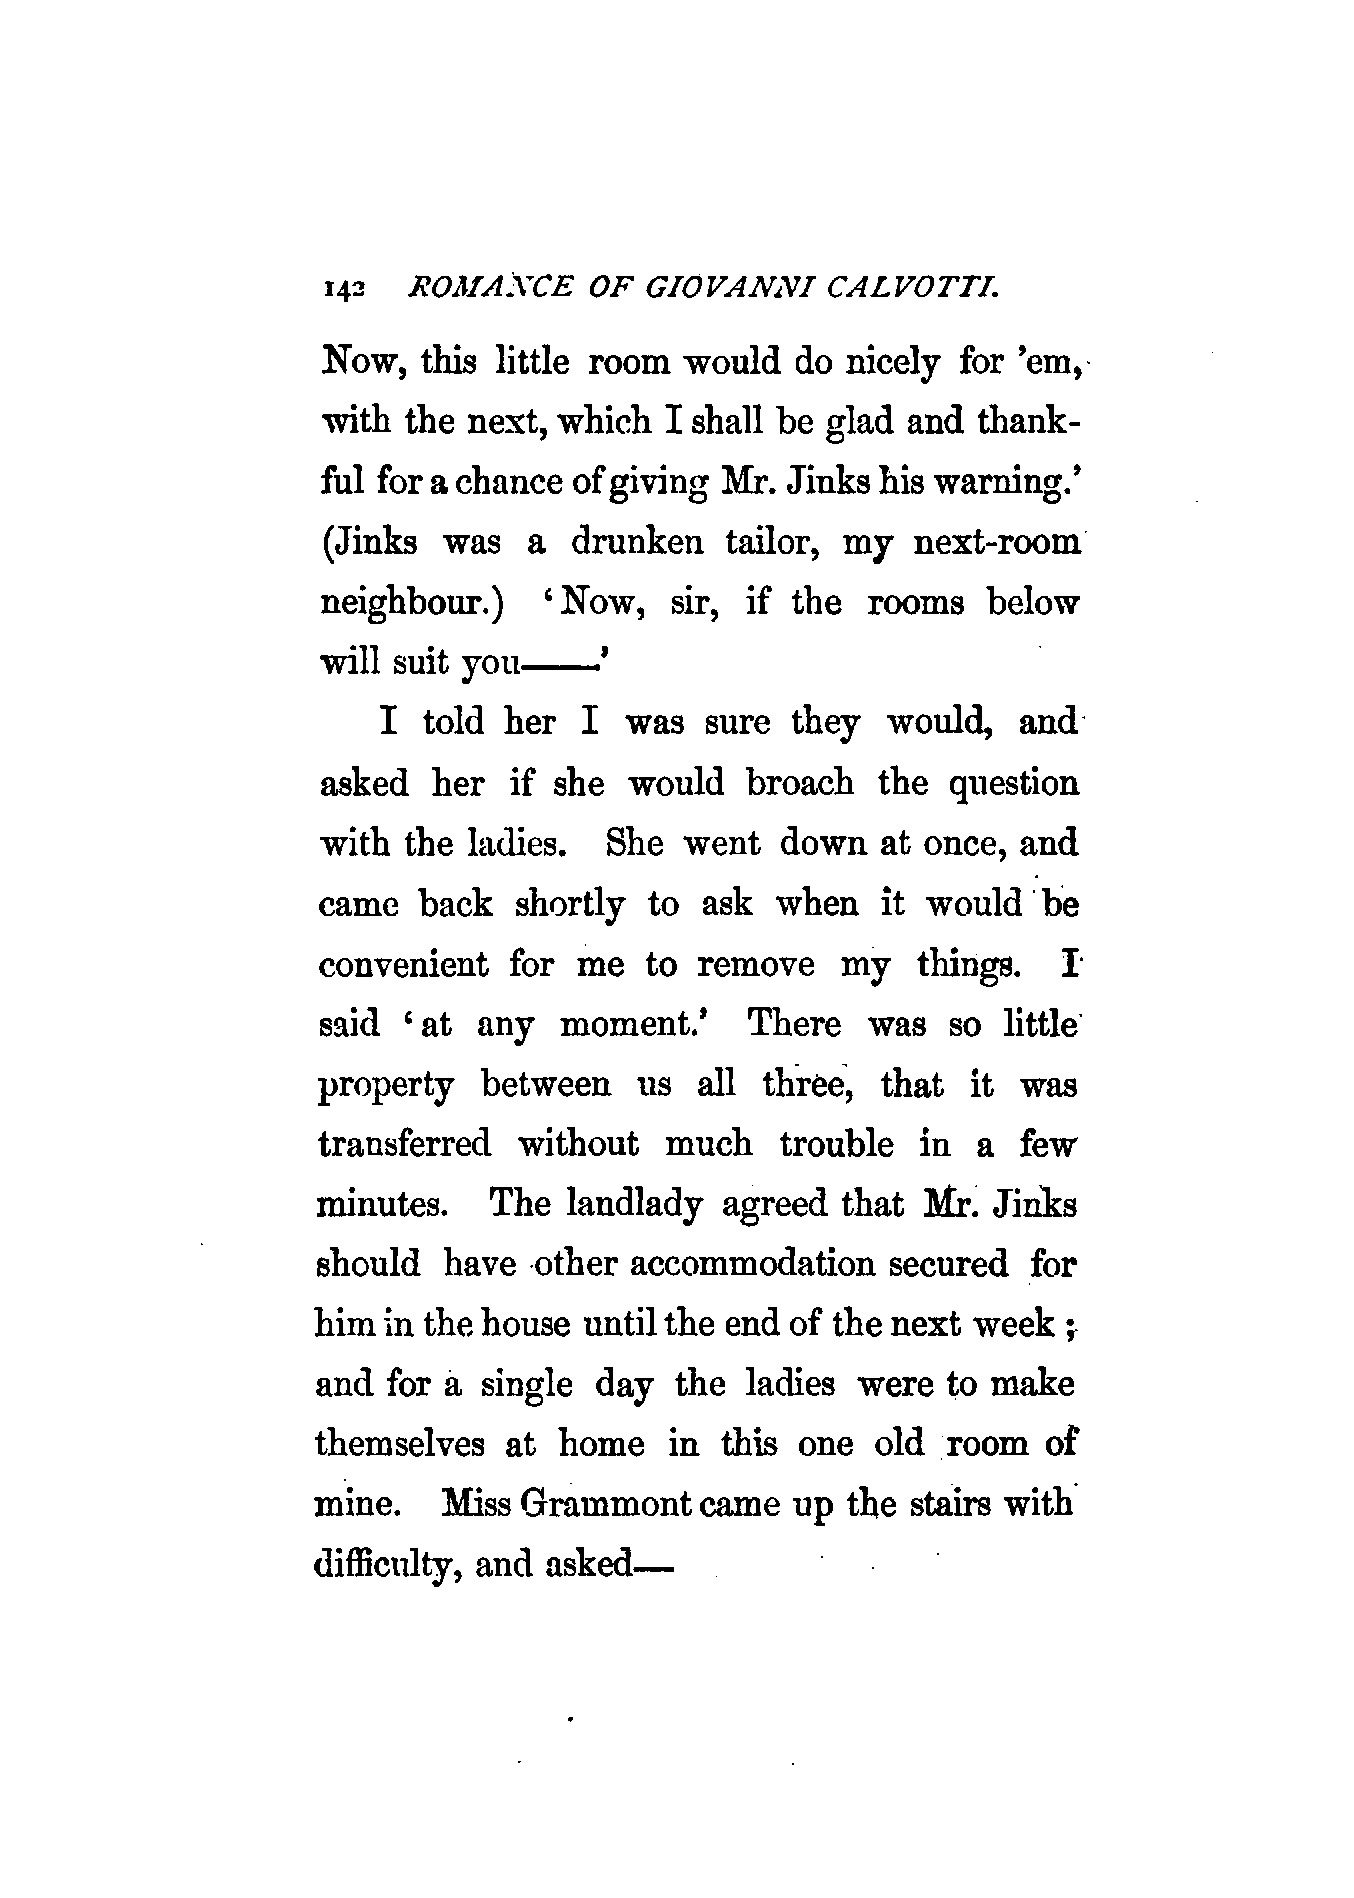 142 ROMANCE OF GIOVANNI CALVOTTI.
Now, this little room would do nicely for 'em,
with the next, which I shall be glad and thank-
ful for a chance of giving Mr. Jinks his warning.'
(Jinks was a drunken tailor, my next-room
neighbour.) 'Now, sir, if the rooms below
will suit you——.'
I told her I was sure they would, and
asked her if she would broach the question
with the ladies. She went down at once, and
came back shortly to ask when it would be
convenient for me to remove my things. I
said 'at any moment.' There was so little
property between us all three, that it was
transferred without much trouble in a few
minutes. The landlady agreed that Mr. Jinks
should have other accommodation secured for
him in the house until the end of the next week ;
and for a single day the ladies were to make
themselves at home in this one old room of
mine. Miss Grammont came up the stairs with
difficulty, and asked—